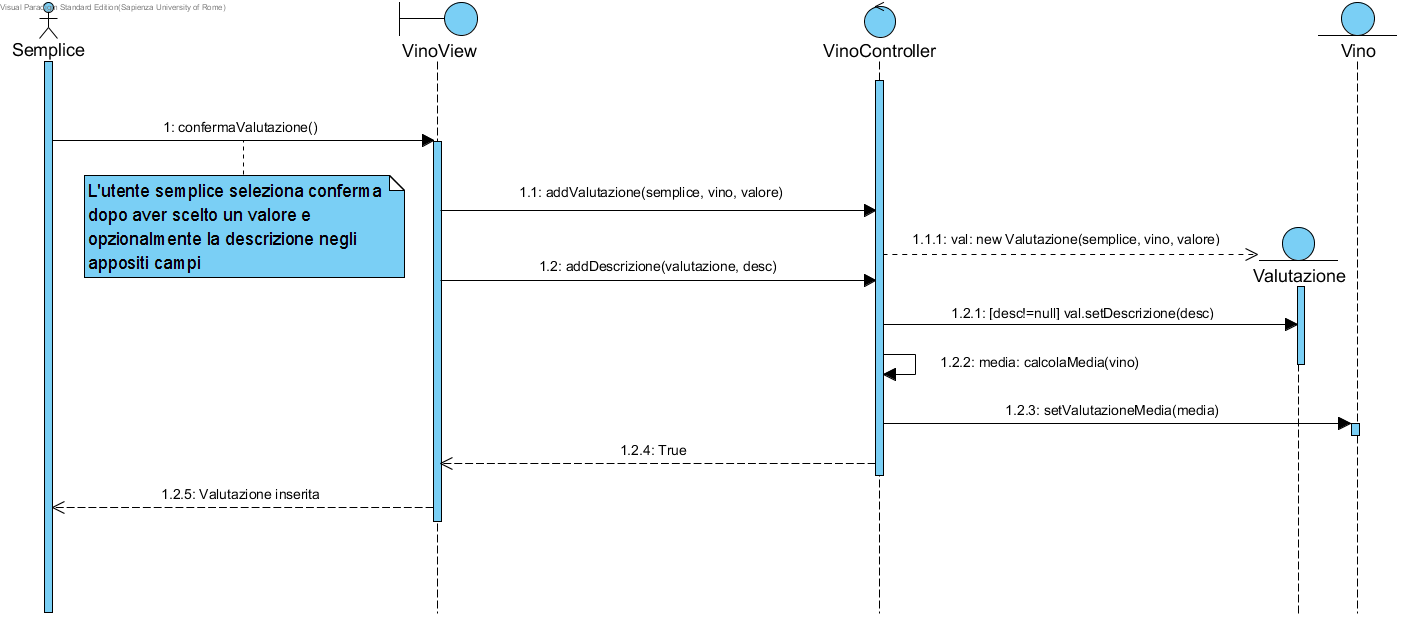 Visual Paradigm Standard Edition(Sapienza University of Rome)
Semplice
VinoView
VinoController
Vino
1: confermaValutazione()
L'utente semplice seleziona conferma
dopo aver scelto un valore e
opzionalmente la descrizione negli
appositi campi
1.1: addValutazione(semplice, vino, valore)
1.1.1: val: new Valutazione(semplice, vino, valore)
1.2: addDescrizione(valutazione, desc)
Valutazione
1.2.1: [desc!=null] val.setDescrizione(desc)
1.2.2: media: calcolaMedia(vino)
1.2.3: setValutazioneMedia(media)
1.2.4: True
1.2.5: Valutazione inserita